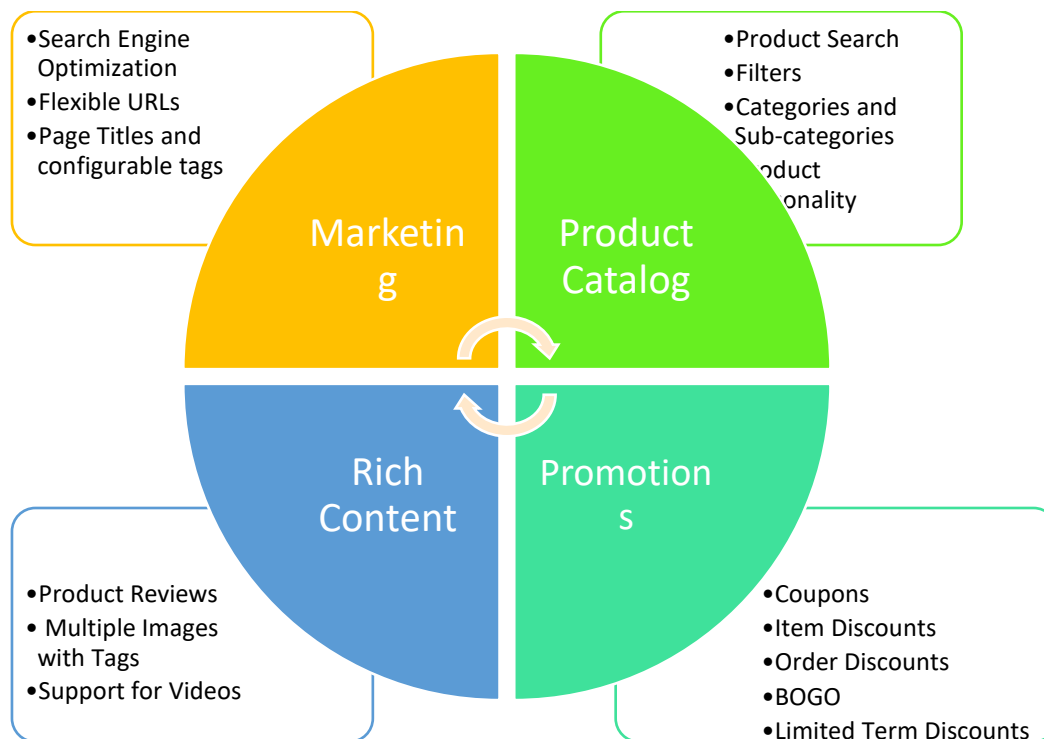 •Search Engine
Optimization
•Flexible URLs
•Page Titles and
configurable tags
•Product Search
•Filters
•Categories and
Sub-categories
Marketin
g
Product
Catalog
Rich
Content
Promotion
s
•Product Reviews
• Multiple Images
with Tags
•Support for Videos
•Coupons
•Item Discounts
•Order Discounts
•BOGO
•Limited Term Discounts